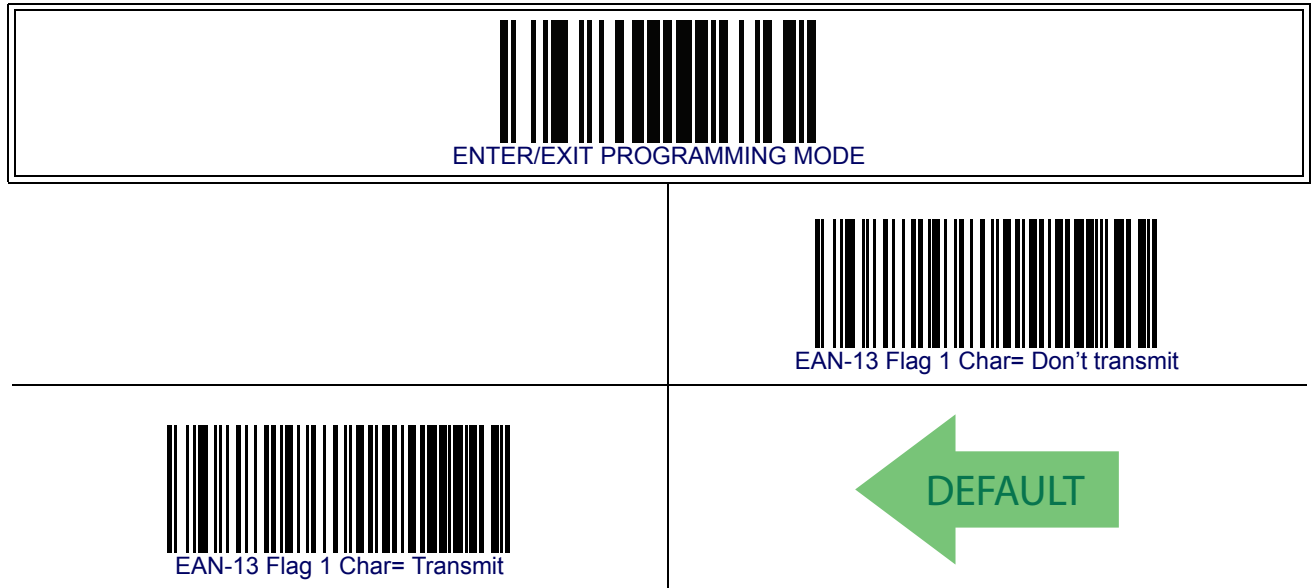 ENTER/EXIT PROGRAMMING MODE
EAN-13 Flag 1 Char= Don’t transmit
EAN-13 Flag 1 Char= Transmit
DEFAULT